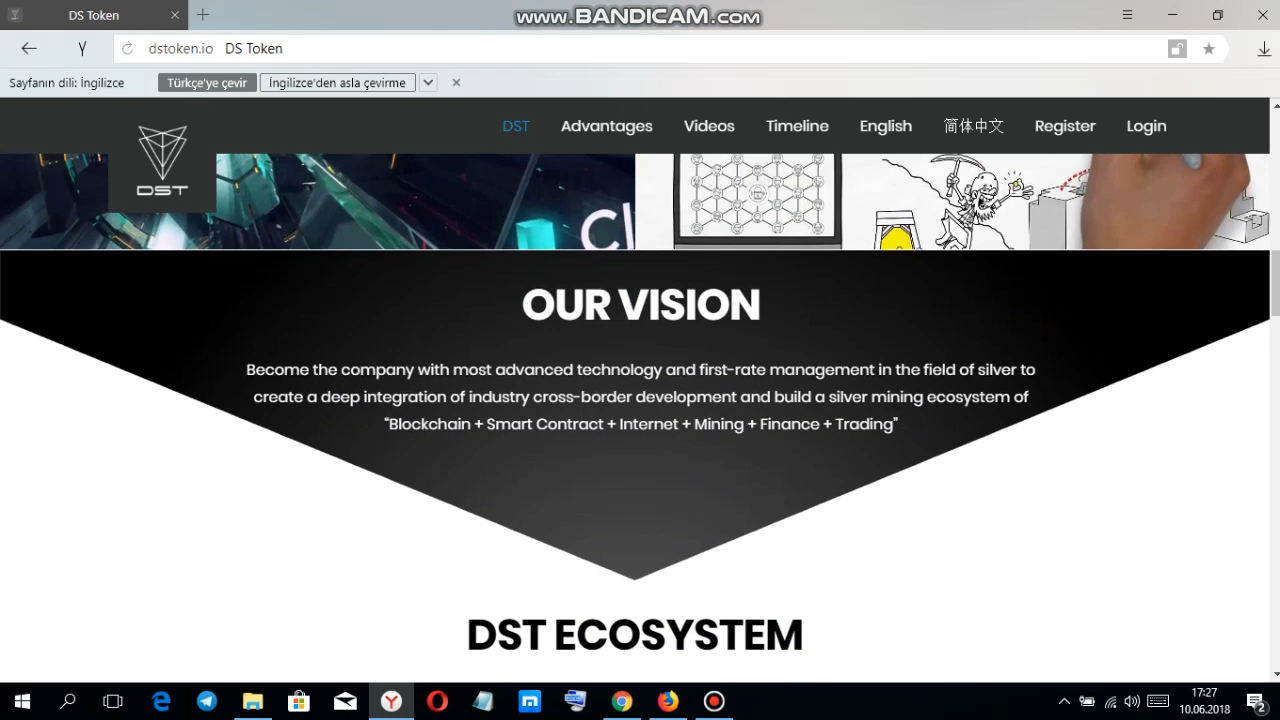 DS Token
www.BANDICAM.com
dstoken.io DS Token
Sayfanın dili: İngilizce
Türkçe'ye çevir
İngilizce'den asla çevirme
DST
Advantages
Videos
Timeline
English
简体中文
Register
Login
DST
OUR VISION
Become the company with most advanced technology and first-rate management in the field of silver to
create a deep integration of industry cross-border development and build a silver mining ecosystem of
“Blockchain + Smart Contract + Internet + Mining + Finance + Trading”
DST ECOSYSTEM
17:27
10.06.2018
2